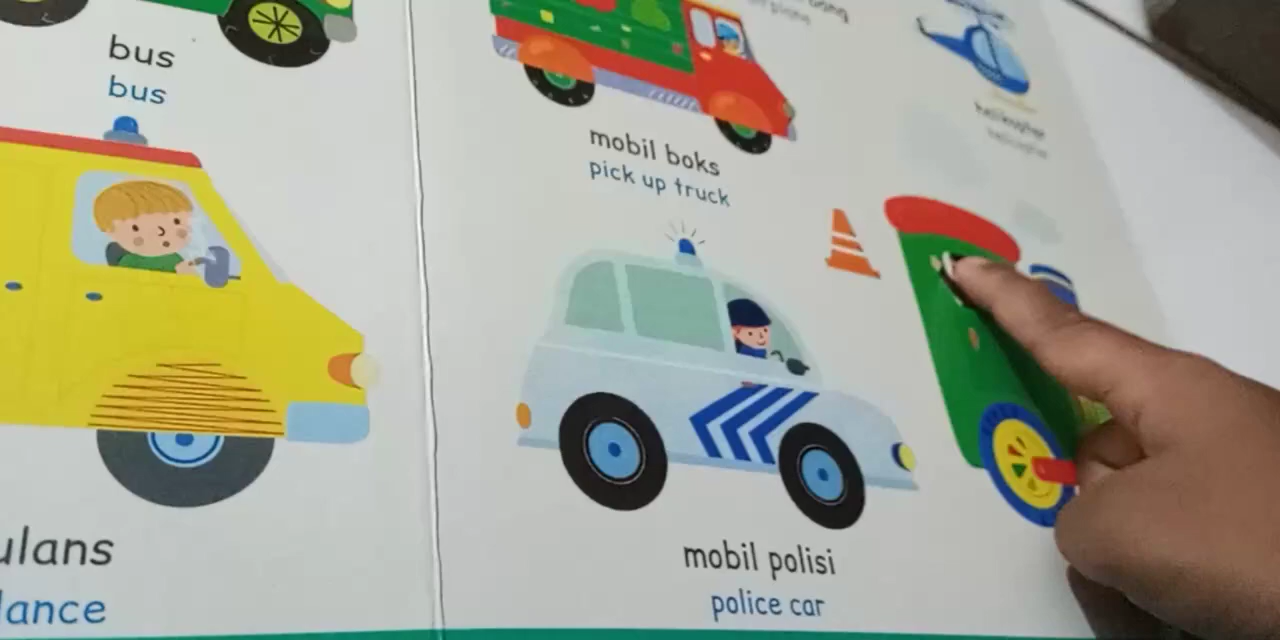 bus
bus
ulans
lance
mobil boks
pick up truck
mobil polisi
police car